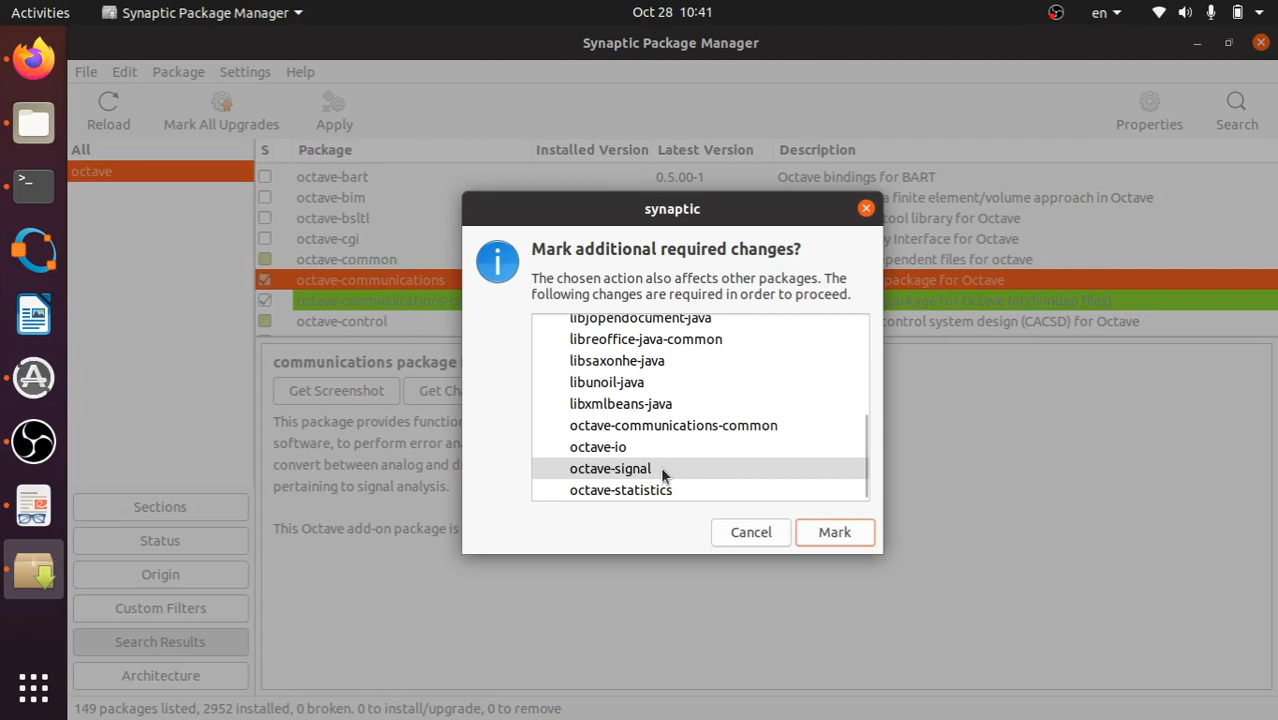 Activities Synaptic Package Manager Oct 28 10:41 en
Synaptic Package Manager
File Edit Package Settings Help
Reload Mark All Upgrades Apply Properties Search
All S Package Installed Version Latest Version Description
octave octave-bart 0.5.00-1 Octave bindings for BART
octave-bim a finite element/volume approach in Octave
octave-bsltl tool library for Octave
octave-cgi Interface for Octave
octave-common files for octave
octave-communications package for Octave
octave-communications- package for Octave (arch-indep files)
octave-control control system design (CACSD) for Octave
synaptic
Mark additional required changes?
The chosen action also affects other packages. The
following changes are required in order to proceed.
libjopendocument-java
libreoffice-java-common
libsaxonhe-java
libunoil-java
libxmlbeans-java
octave-communications-common
octave-io
octave-signal
octave-statistics
Cancel Mark
communications package
Get Screenshot Get
This package provides
software, to perform error
convert between analog and
pertaining to signal analysis.
This Octave add-on package is
Sections
Status
Origin
Custom Filters
Search Results
Architecture
149 packages listed, 2952 installed, 0 broken. 0 to install/upgrade, 0 to remove